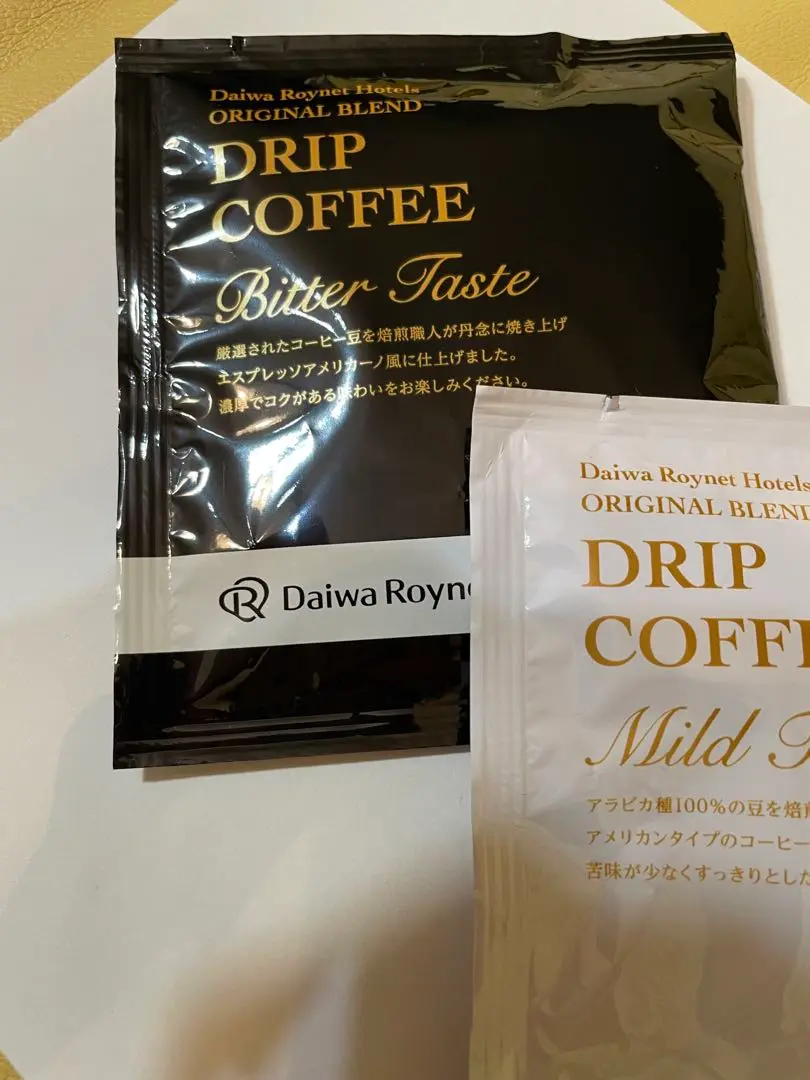 Daiwa Roynet Hotels
ORIGINAL BLEND
DRIP
COFFEE
Bitter Taste
厳選されたコーヒー豆を焙煎職人が丹念に焼き上げ
エスプレッソアメリカーノ風に仕上げました。
濃厚でコクがある味わいをお楽しみください。
Daiwa Royn
Daiwa Roynet Hotels
ORIGINAL BLEND
DRIP
COFF
Mild
アラビカ種100%の豆を焙
アメリカンタイプのコーヒー
苦味が少なくすっきりとした